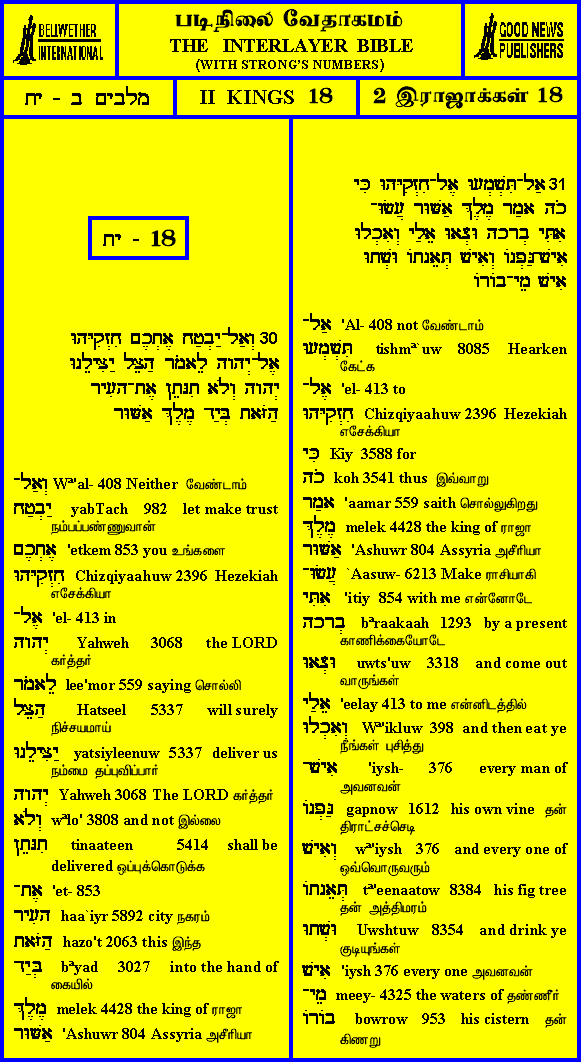 BELLWETHER
INTERNATIONAL
படிநிலை வேதாகமம்
THE INTERLAYER BIBLE
(WITH STRONG'S NUMBERS)
GOOD NEWS
PUBLISHERS
מלבים ב - יח
II KINGS 18
2 இராஜாக்கள் 18
18 - יח
30 וְאַל־יַבְטַח אֶתְכֶם חִזְקִיָּהוּ
אֶל־יְהוָה לֵאמֹר הַצֵּל יַצִּילֵנוּ
יְהוָה וְלֹא תִנָּתֵן אֶת־הָעִיר
הַזֹּאת בְּיַד מֶלֶךְ אַשּׁוּר
וְאַל־ Wª'al- 408 Neither வேண்டாம்
יַבְטַח yabTach 982 let make trust
நம்பப்பண்ணுவான்
אֶתְכֶם 'etkem 853 you உங்களை
חִזְקִיָּהוּ Chizqiyaahuw 2396 Hezekiah
எசேக்கியா
אֶל־ 'el- 413 in
יְהוָה Yahweh 3068 the LORD
கர்த்தர்
לֵאמֹר lee'mor 559 saying சொல்லி
הַצֵּל Hatseel 5337 will surely
நிச்சயமாய்
יַצִּילֵנוּ yatsiyleenuw 5337 deliver us
நம்மை தப்புவிப்பார்
יְהוָה Yahweh 3068 The LORD கர்த்தர்
וְלֹא wªlo' 3808 and not இல்லை
תִנָּתֵן tinaateen 5414 shall be
delivered ஒப்புக்கொடுக்க
אֶת־ 'et- 853
הָעִיר haa`iyr 5892 city நகரம்
הַזֹּאת hazo't 2063 this இந்த
בְּיַד bªyad 3027 into the hand of
கையில்
מֶלֶךְ melek 4428 the king of ராஜா
אַשּׁוּר 'Ashuwr 804 Assyria அசீரியா
31 אַל־תִּשְׁמְעוּ אֶל־חִזְקִיָּהוּ כִּי
כֹה אָמַר מֶלֶךְ אַשּׁוּר עֲשׂוּ־
אִתִּי בְרָכָה וּצְאוּ אֵלַי וְאִכְלוּ
אִישׁ־גַּפְנוֹ וְאִישׁ תְּאֵנָתוֹ וּשְׁתוּ
אִישׁ מֵי־בוֹרוֹ
אַל־ 'Al- 408 not வேண்டாம்
תִּשְׁמְעוּ tishmª`uw 8085 Hearken
கேட்க
אֶל־ 'el- 413 to
חִזְקִיָּהוּ Chizqiyaahuw 2396 Hezekiah
எசேக்கியா
כִּי Kiy 3588 for
כֹה koh 3541 thus இவ்வாறு
אָמַר 'aamar 559 saith சொல்லுகிறது
מֶלֶךְ melek 4428 the king of ராஜா
אַשּׁוּר 'Ashuwr 804 Assyria அசீரியா
עֲשׂוּ־ `Aasuw- 6213 Make ராசியாகி
אִתִּי 'itiy 854 with me என்னோடே
בְרָכָה bªraakaah 1293 by a present
காணிக்கையோடே
וּצְאוּ uwts'uw 3318 and come out
வாருங்கள்
אֵלַי 'eelay 413 to me என்னிடத்தில்
וְאִכְלוּ Wª'ikluw 398 and then eat ye
நீங்கள் புசித்து
אִישׁ־ 'iysh- 376 every man of
அவனவன்
גַּפְנוֹ gapnow 1612 his own vine தன்
திராட்சச்செடி
וְאִישׁ wª'iysh 376 and every one of
ஒவ்வொருவரும்
תְּאֵנָתוֹ tª'eenaatow 8384 his fig tree
தன் அத்திமரம்
וּשְׁתוּ Uwshtuw 8354 and drink ye
குடியுங்கள்
אִישׁ 'iysh 376 every one அவனவன்
מֵי־ meey- 4325 the waters of தண்ணீர்
בוֹרוֹ bowrow 953 his cistern தன்
கிணறு